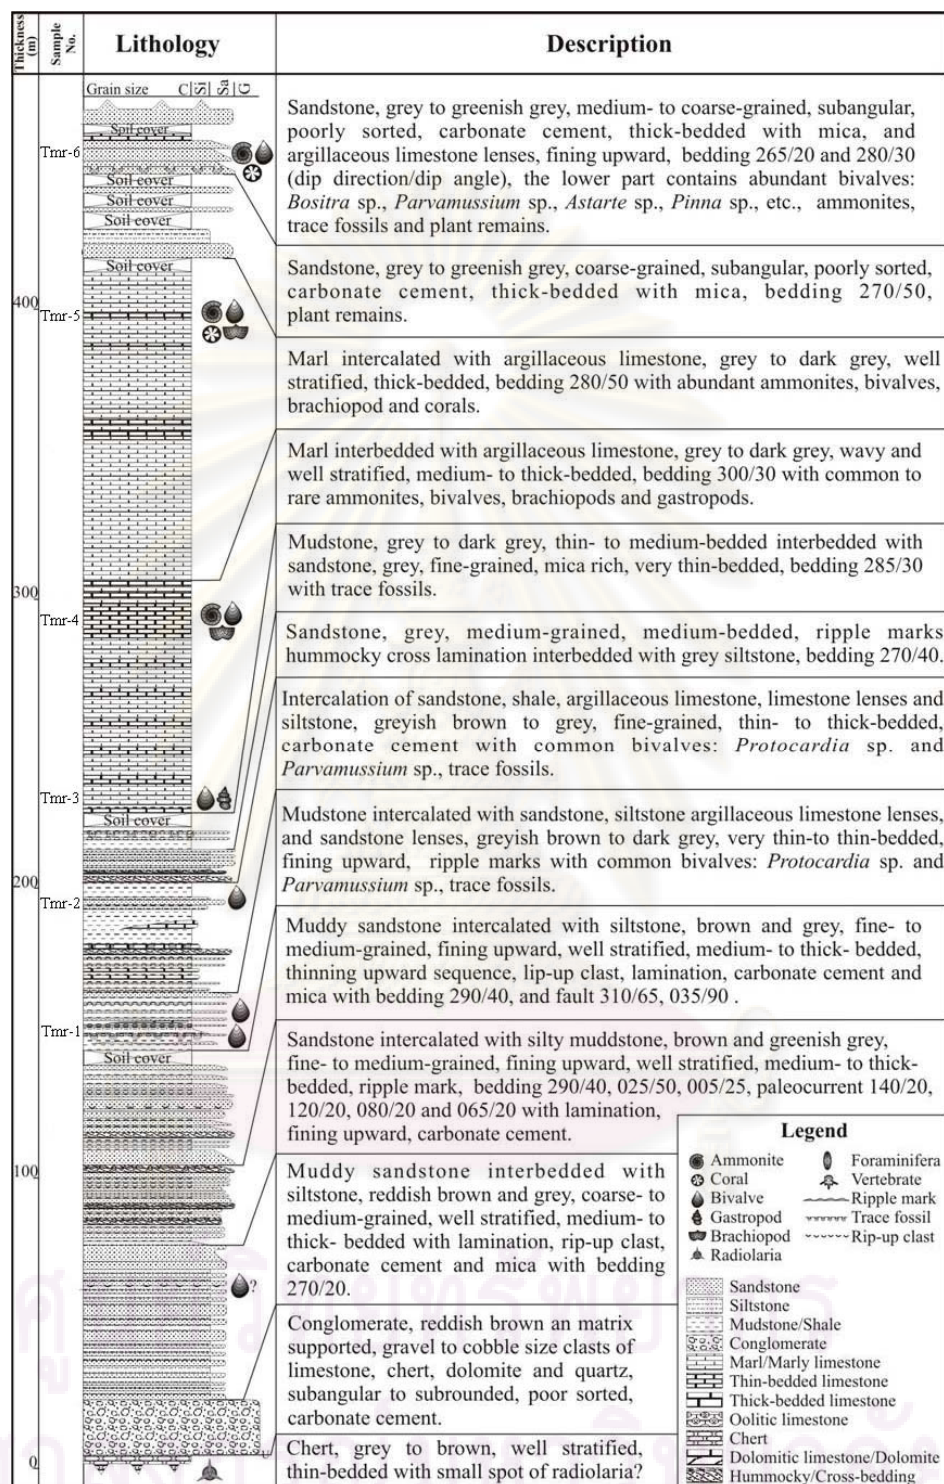 Thickness (m)
Sample No.
Lithology
Description
Grain size C Si Sa G
Soil cover
Tmr-6
Soil cover
Soil cover
Soil cover
Soil cover
400
Tmr-5
300
Tmr-4
Tmr-3
Soil cover
200
Tmr-2
Tmr-1
Soil cover
100
?
0
Sandstone, grey to greenish grey, medium- to coarse-grained, subangular,
poorly sorted, carbonate cement, thick-bedded with mica, and
argillaceous limestone lenses, fining upward, bedding 265/20 and 280/30
(dip direction/dip angle), the lower part contains abundant bivalves:
Bositra sp., Parvamussium sp., Astarte sp., Pinna sp., etc., ammonites,
trace fossils and plant remains.
Sandstone, grey to greenish grey, coarse-grained, subangular, poorly sorted,
carbonate cement, thick-bedded with mica, bedding 270/50,
plant remains.
Marl intercalated with argillaceous limestone, grey to dark grey, well
stratified, thick-bedded, bedding 280/50 with abundant ammonites, bivalves,
brachiopod and corals.
Marl interbedded with argillaceous limestone, grey to dark grey, wavy and
well stratified, medium- to thick-bedded, bedding 300/30 with common to
rare ammonites, bivalves, brachiopods and gastropods.
Mudstone, grey to dark grey, thin- to medium-bedded interbedded with
sandstone, grey, fine-grained, mica rich, very thin-bedded, bedding 285/30
with trace fossils.
Sandstone, grey, medium-grained, medium-bedded, ripple marks
hummocky cross lamination interbedded with grey siltstone, bedding 270/40.
Intercalation of sandstone, shale, argillaceous limestone, limestone lenses and
siltstone, greyish brown to grey, fine-grained, thin- to thick-bedded,
carbonate cement with common bivalves: Protocardia sp. and
Parvamussium sp., trace fossils.
Mudstone intercalated with sandstone, siltstone argillaceous limestone lenses,
and sandstone lenses, greyish brown to dark grey, very thin-to thin-bedded,
fining upward, ripple marks with common bivalves: Protocardia sp. and
Parvamussium sp., trace fossils.
Muddy sandstone intercalated with siltstone, brown and grey, fine- to
medium-grained, fining upward, well stratified, medium- to thick- bedded,
thinning upward sequence, lip-up clast, lamination, carbonate cement and
mica with bedding 290/40, and fault 310/65, 035/90 .
Sandstone intercalated with silty muddstone, brown and greenish grey,
fine- to medium-grained, fining upward, well stratified, medium- to thick-
bedded, ripple mark, bedding 290/40, 025/50, 005/25, paleocurrent 140/20,
120/20, 080/20 and 065/20 with lamination,
fining upward, carbonate cement.
Muddy sandstone interbedded with
siltstone, reddish brown and grey, coarse- to
medium-grained, well stratified, medium- to
thick- bedded with lamination, rip-up clast,
carbonate cement and mica with bedding
270/20.
Conglomerate, reddish brown an matrix
supported, gravel to cobble size clasts of
limestone, chert, dolomite and quartz,
subangular to subrounded, poor sorted,
carbonate cement.
Chert, grey to brown, well stratified,
thin-bedded with small spot of radiolaria?
Legend
Ammonite
Coral
Bivalve
Gastropod
Brachiopod
Radiolaria
Foraminifera
Vertebrate
Ripple mark
Trace fossil
Rip-up clast
Sandstone
Siltstone
Mudstone/Shale
Conglomerate
Marl/Marly limestone
Thin-bedded limestone
Thick-bedded limestone
Oolitic limestone
Chert
Dolomitic limestone/Dolomite
Hummocky/Cross-bedding